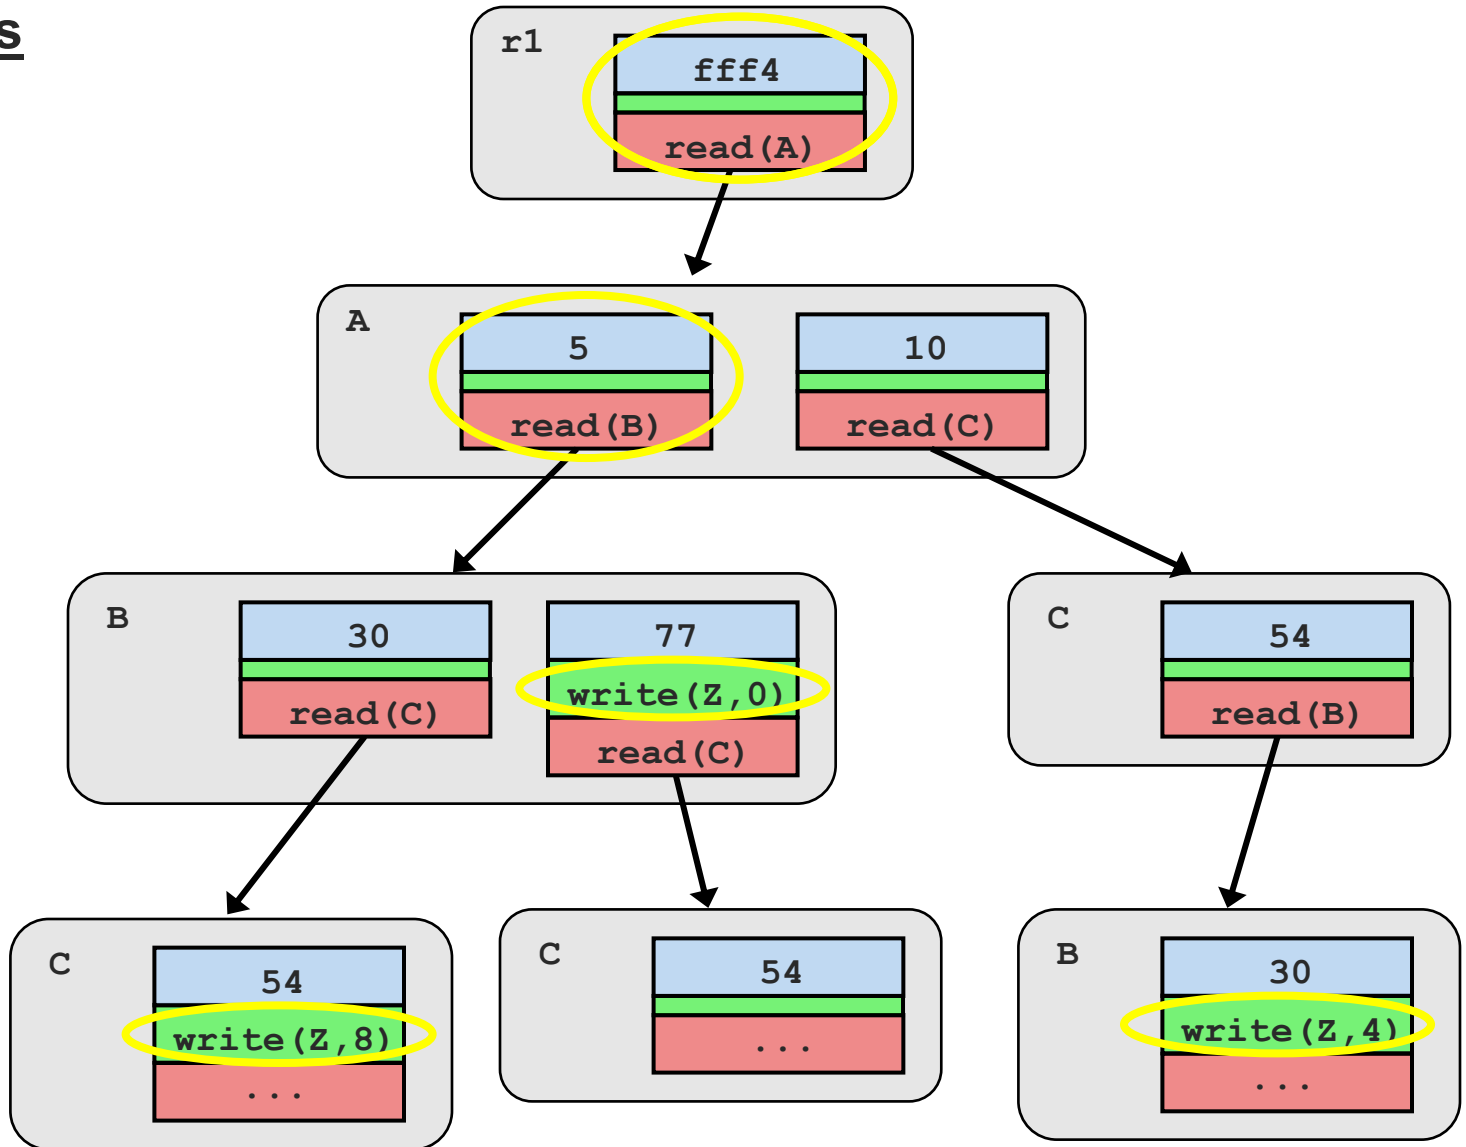 s
r1
fff4
read(A)
A
5
read(B)
10
read(C)
B
30
read(C)
77
write(Z,0)
read(C)
C
54
read(B)
C
54
write(Z,8)
...
C
54
...
B
30
write(Z,4)
...